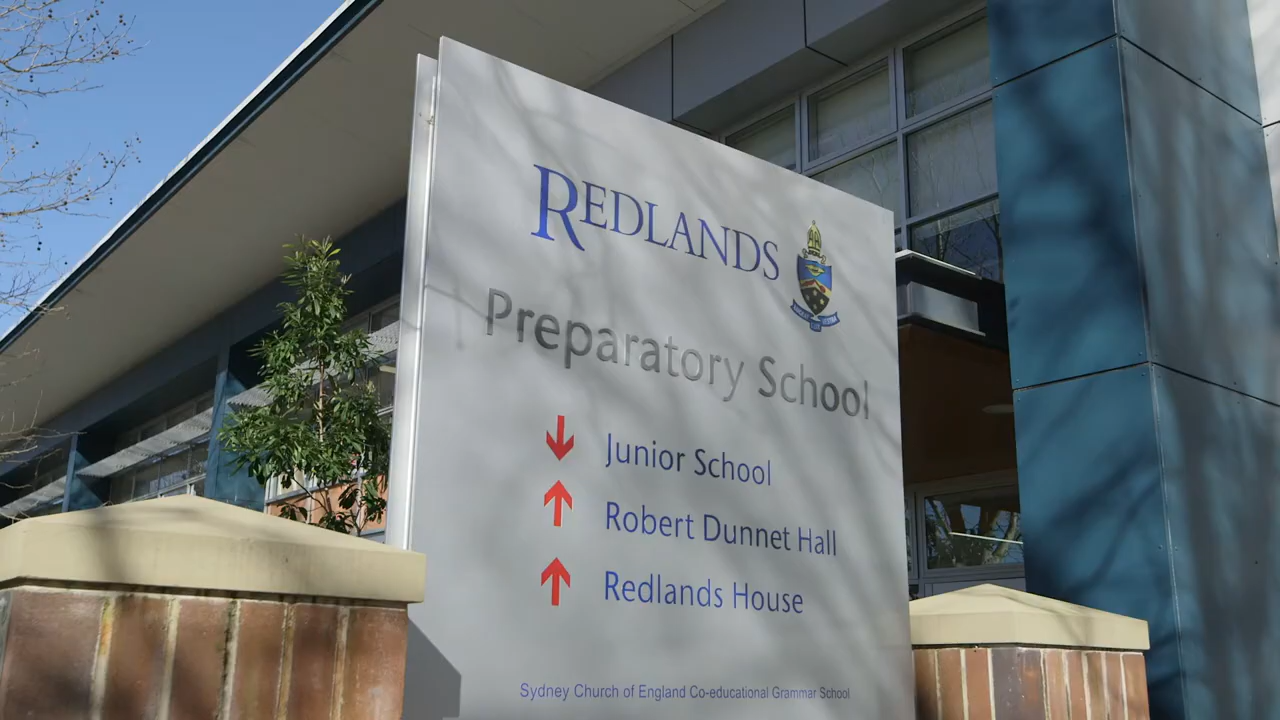 REDLANDS
Preparatory School
Junior School
Robert Dunnet Hall
Redlands House
Sydney Church of England Co-educational Grammar School